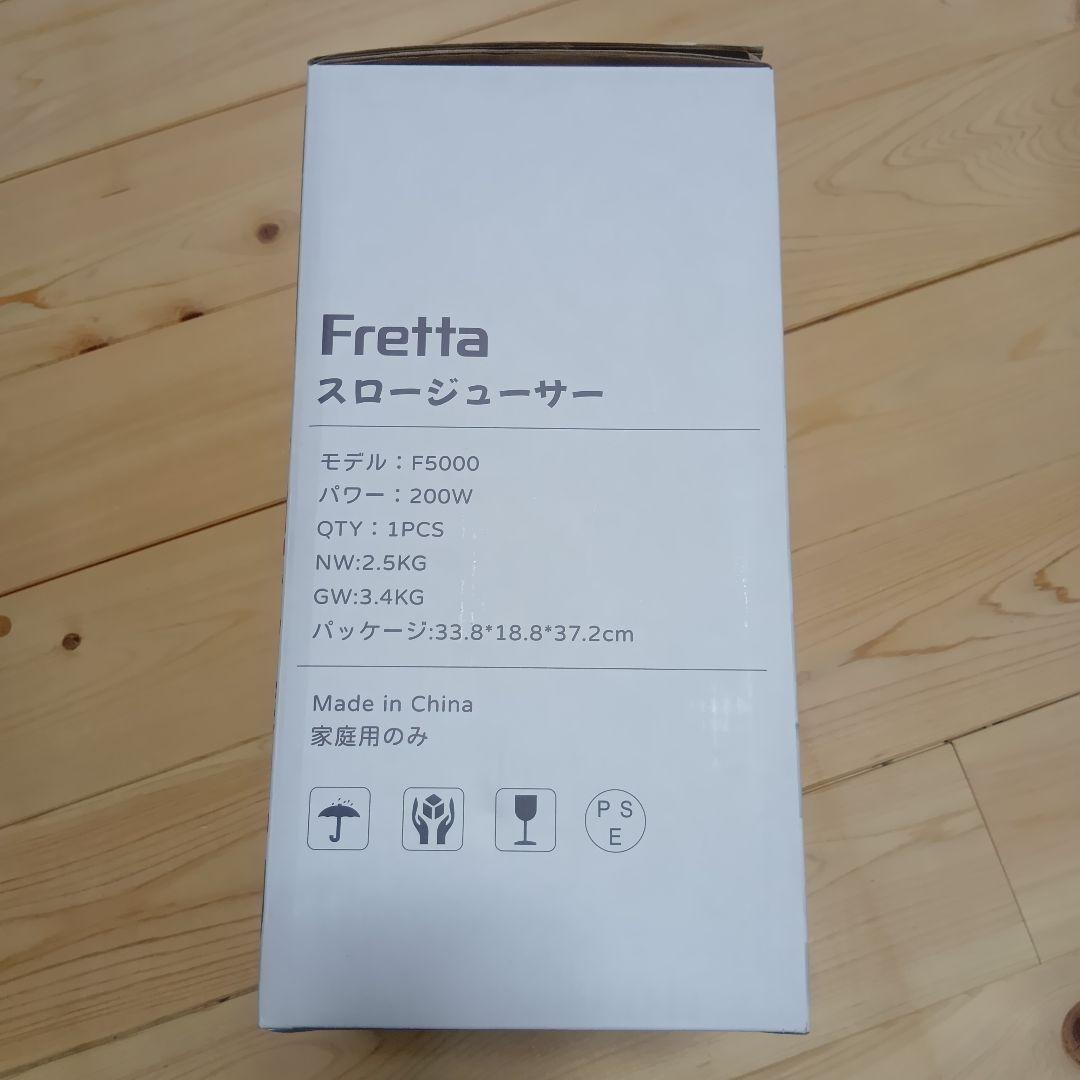 Fretta
スロージューサー
モデル：F5000
パワー：200W
QTY：1PCS
NW:2.5KG
GW:3.4KG
パッケージ:33.8*18.8*37.2cm
Made in China
家庭用のみ
P S
E